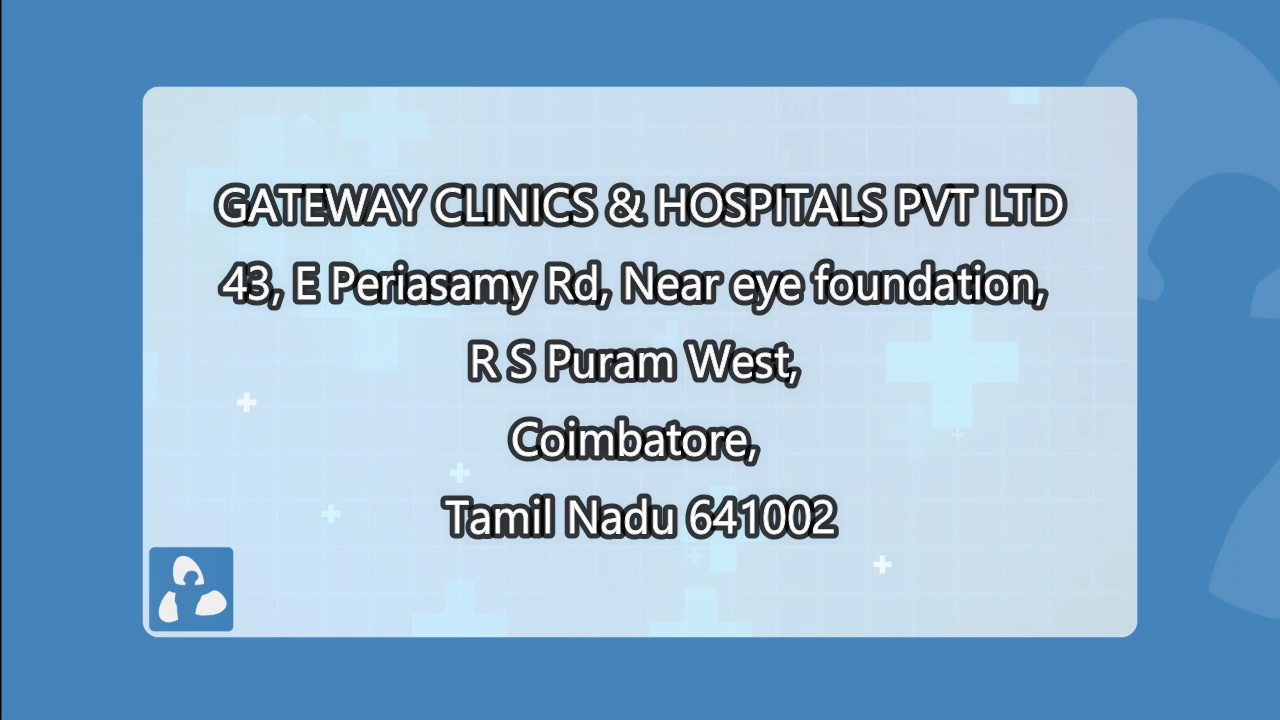 GATEWAY CLINICS & HOSPITALS PVT LTD
43, E Periasamy Rd, Near eye foundation,
R S Puram West,
Coimbatore,
Tamil Nadu 641002